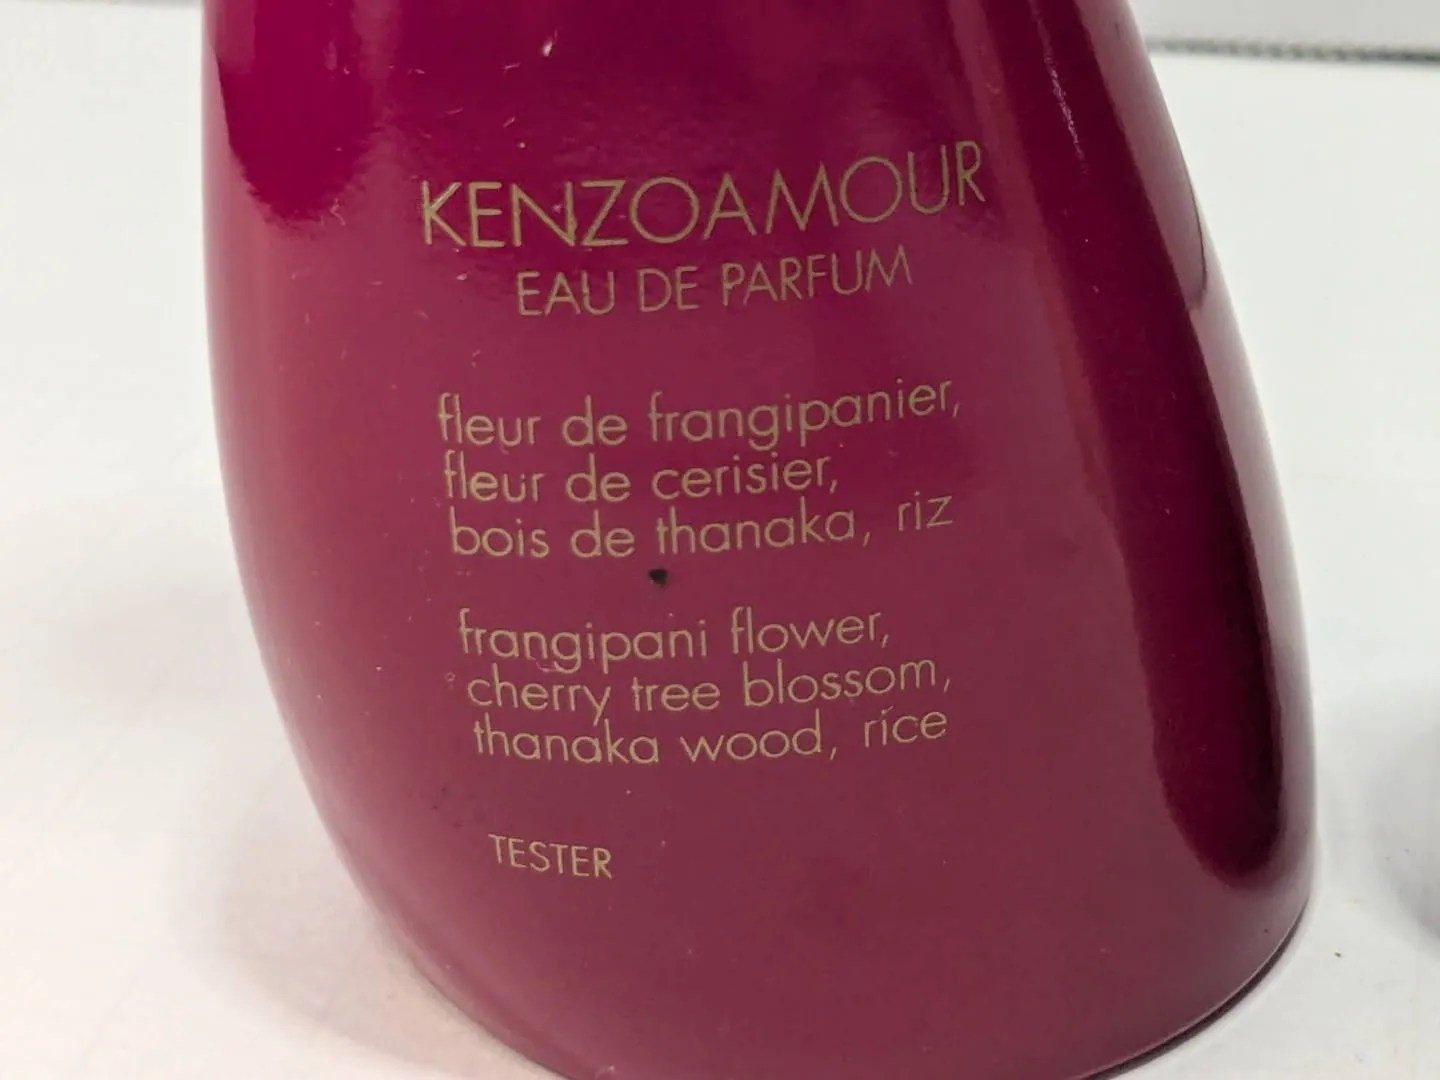 KENZOAMOUR
EAU DE PARFUM
fleur de frangipanier,
fleur de cerisier,
bois de thanaka, riz
frangipani flower,
cherry tree blossom,
thanaka wood, rice
TESTER